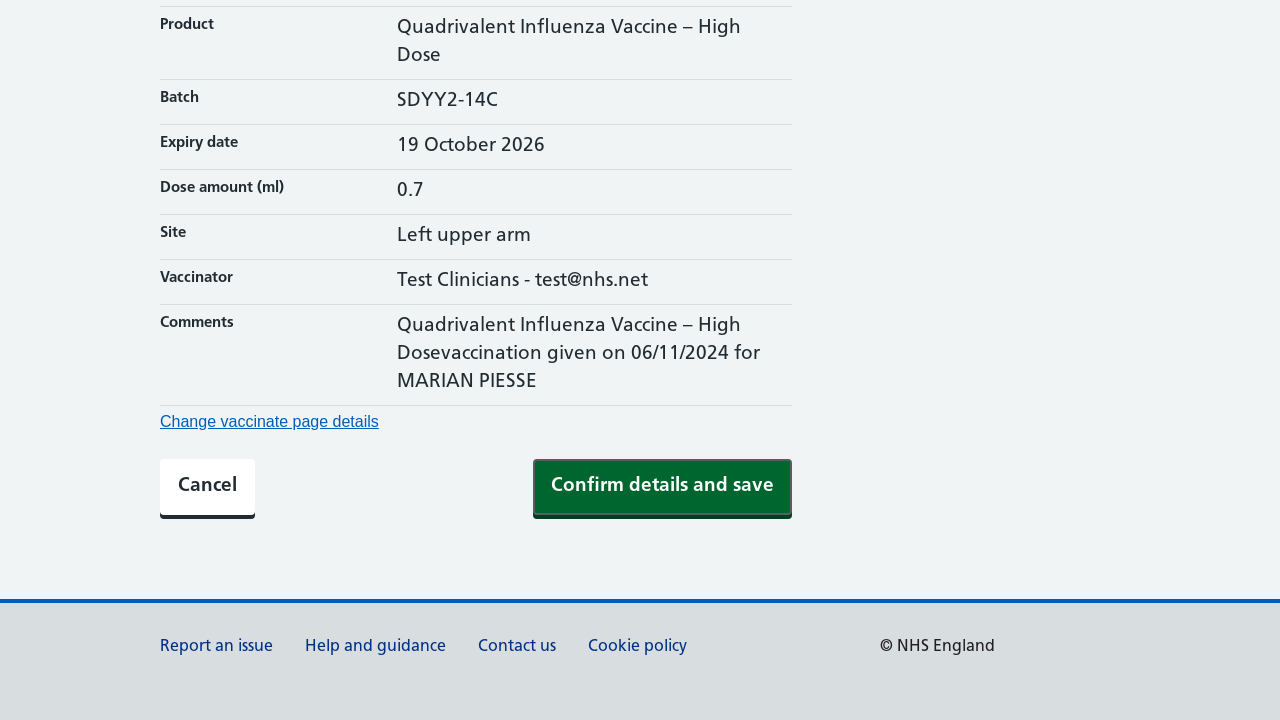 Product
Quadrivalent Influenza Vaccine – High
Dose
Batch
SDYY2-14C
Expiry date
19 October 2026
Dose amount (ml)
0.7
Site
Left upper arm
Vaccinator
Test Clinicians - test@nhs.net
Comments
Quadrivalent Influenza Vaccine – High
Dosevaccination given on 06/11/2024 for
MARIAN PIESSE
Change vaccinate page details
Cancel
Confirm details and save
Report an issue
Help and guidance
Contact us
Cookie policy
© NHS England